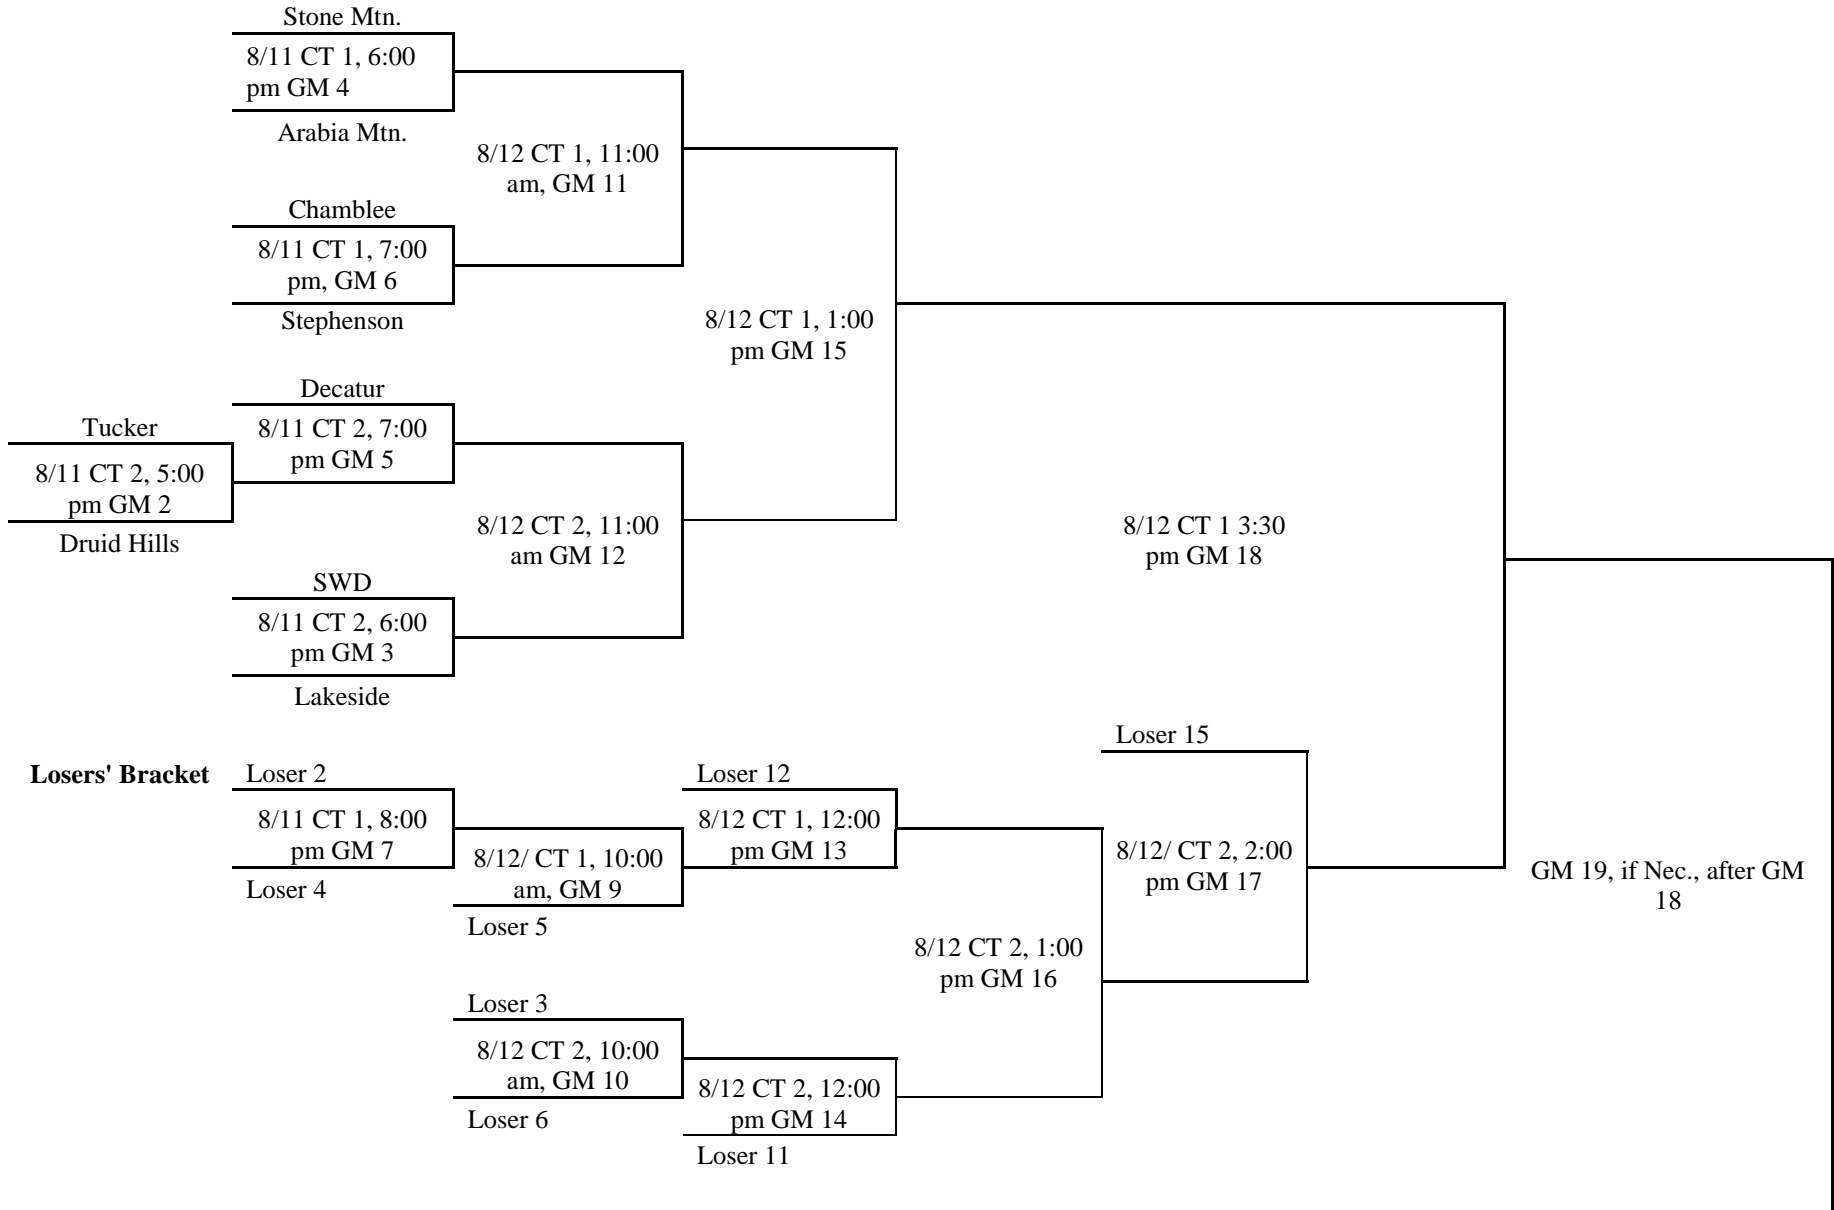 Stone Mtn.
8/11 CT 1, 6:00
pm GM 4
Arabia Mtn.
8/12 CT 1, 11:00
am, GM 11
Chamblee
8/11 CT 1, 7:00
pm, GM 6
Stephenson
8/12 CT 1, 1:00
pm GM 15
Decatur
Tucker
8/11 CT 2, 7:00
pm GM 5
8/11 CT 2, 5:00
pm GM 2
Druid Hills
8/12 CT 2, 11:00
am GM 12
8/12 CT 1 3:30
pm GM 18
SWD
8/11 CT 2, 6:00
pm GM 3
Lakeside
Loser 15
Losers' Bracket
Loser 2
Loser 12
8/11 CT 1, 8:00
pm GM 7
8/12 CT 1, 12:00
pm GM 13
8/12/ CT 1, 10:00
am, GM 9
8/12/ CT 2, 2:00
pm GM 17
GM 19, if Nec., after GM
18
Loser 4
Loser 5
8/12 CT 2, 1:00
pm GM 16
Loser 3
8/12 CT 2, 10:00
am, GM 10
8/12 CT 2, 12:00
pm GM 14
Loser 6
Loser 11